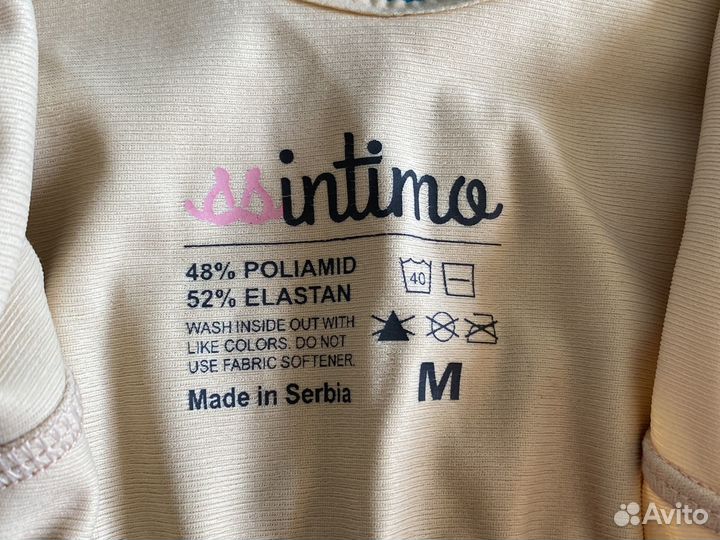 ssintimo
48% POLIAMID
52% ELASTAN
40
WASH INSIDE OUT WITH
LIKE COLORS. DO NOT
USE FABRIC SOFTENER.
Made in Serbia
M
Avito